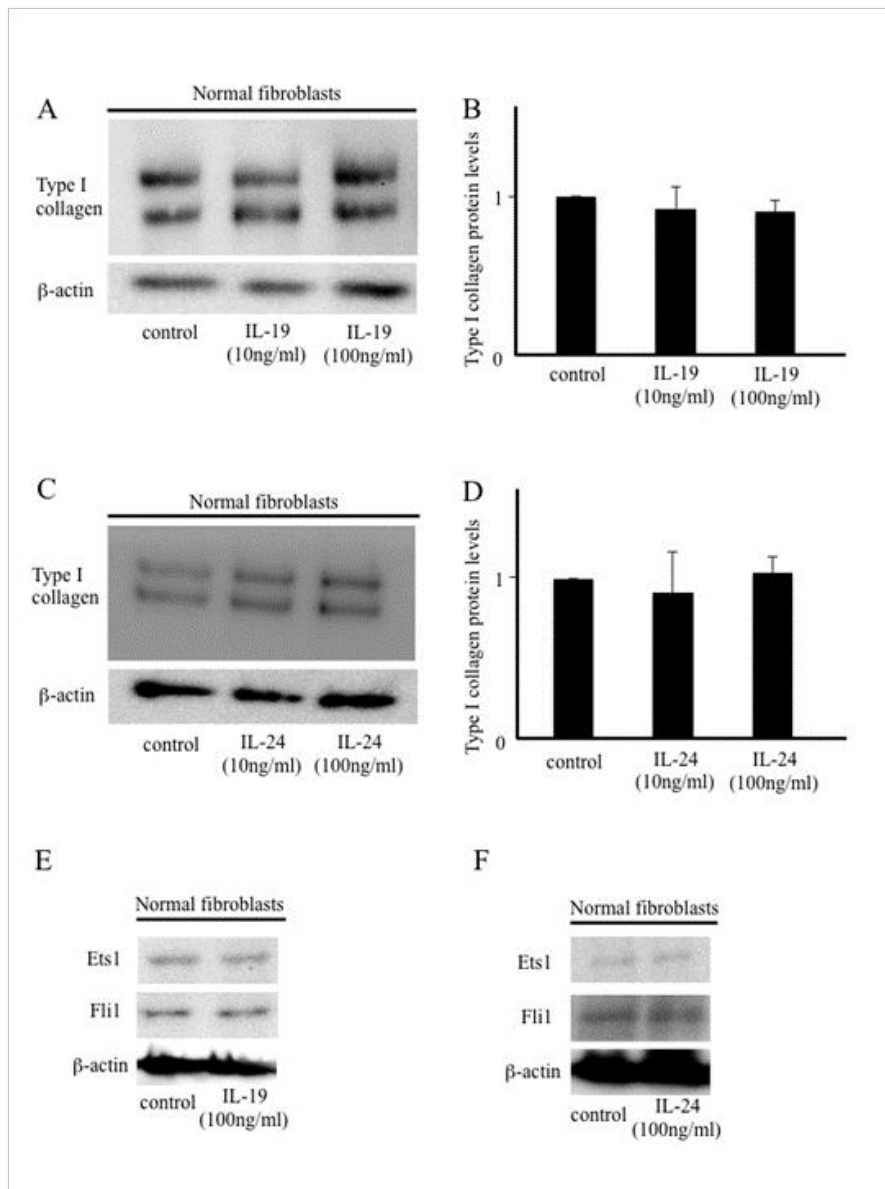 A
Normal fibroblasts
Type I
collagen
β-actin
control
IL-19
(10ng/ml)
IL-19
(100ng/ml)
B
Type I collagen protein levels
1
0
control
IL-19
(10ng/ml)
IL-19
(100ng/ml)
C
Normal fibroblasts
Type I
collagen
β-actin
control
IL-24
(10ng/ml)
IL-24
(100ng/ml)
D
Type I collagen protein levels
1
0
control
IL-24
(10ng/ml)
IL-24
(100ng/ml)
E
Normal fibroblasts
Ets1
Fli1
β-actin
control
IL-19
(100ng/ml)
F
Normal fibroblasts
Ets1
Fli1
β-actin
control
IL-24
(100ng/ml)